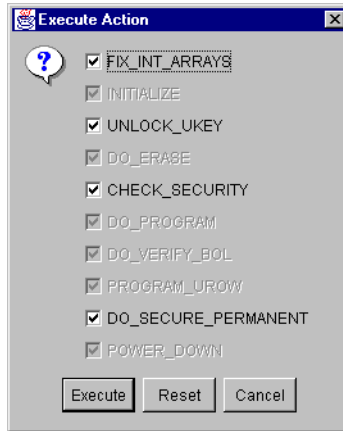 Execute Action
FIX_INT_ARRAYS
INITIALIZE
UNLOCK_UKEY
DO_ERASE
CHECK_SECURITY
DO_PROGRAM
DO_VERIFY_BOL
PROGRAM_UROW
DO_SECURE_PERMANENT
POWER_DOWN
Execute Reset Cancel